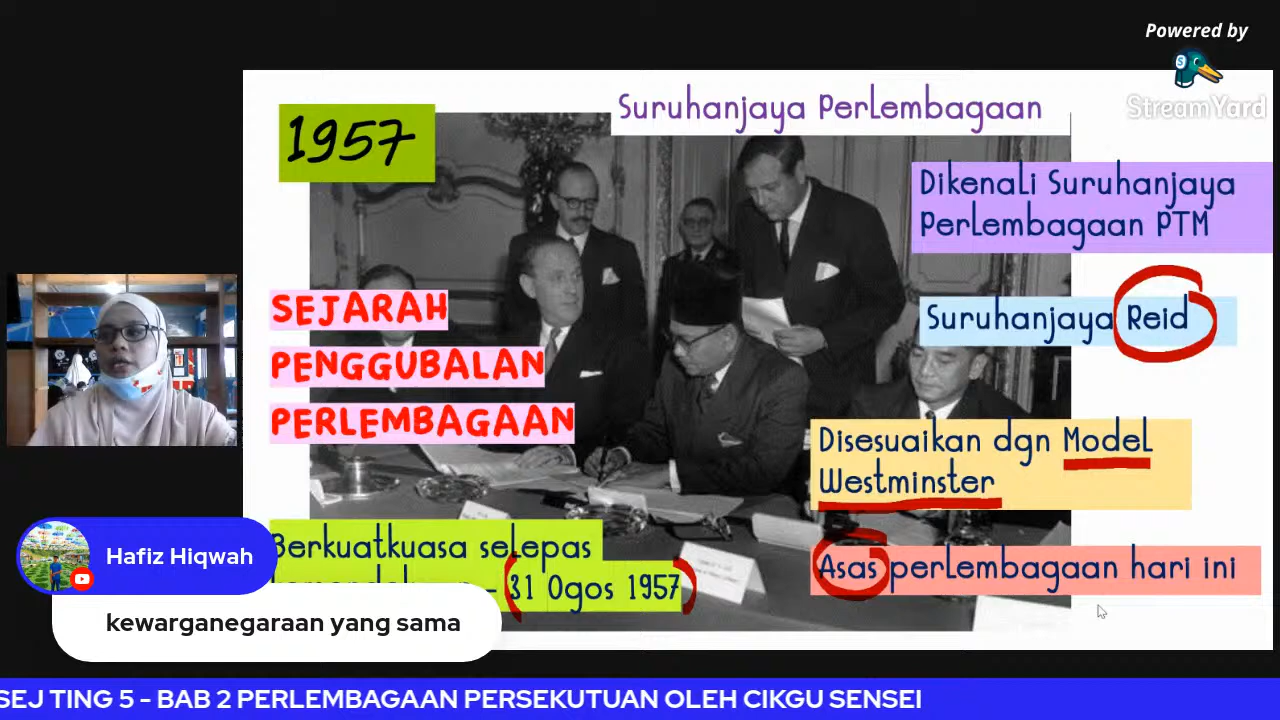 Powered by
StreamYard
1957
Suruhanjaya Perlembagaan
Dikenali Suruhanjaya
Perlembagaan PTM
SEJARAH
PENGGUBALAN
PERLEMBAGAAN
Suruhanjaya Reid
Disesuaikan dgn Model
Westminster
Berkuatkuasa selepas
- 31 Ogos 1957
Asas perlembagaan hari ini
Hafiz Hiqwah
kewarganegaraan yang sama
SEJ TING 5 - BAB 2 PERLEMBAGAAN PERSEKUTUAN OLEH CIKGU SENSEI